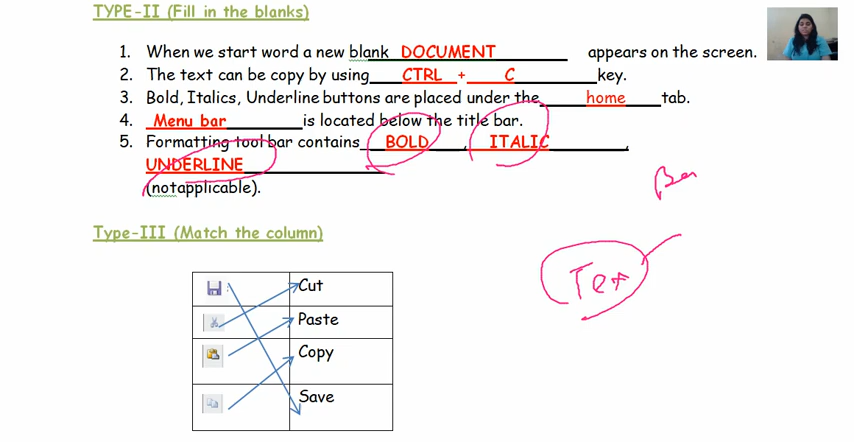 TYPE-II (Fill in the blanks)
1. When we start word a new blank DOCUMENT appears on the screen.
2. The text can be copy by using CTRL + C key.
3. Bold, Italics, Underline buttons are placed under the home tab.
4. Menu bar is located below the title bar.
5. Formatting tool bar contains BOLD, ITALIC,
UNDERLINE
(notapplicable).
Type-III (Match the column)
Cut
Paste
Copy
Save